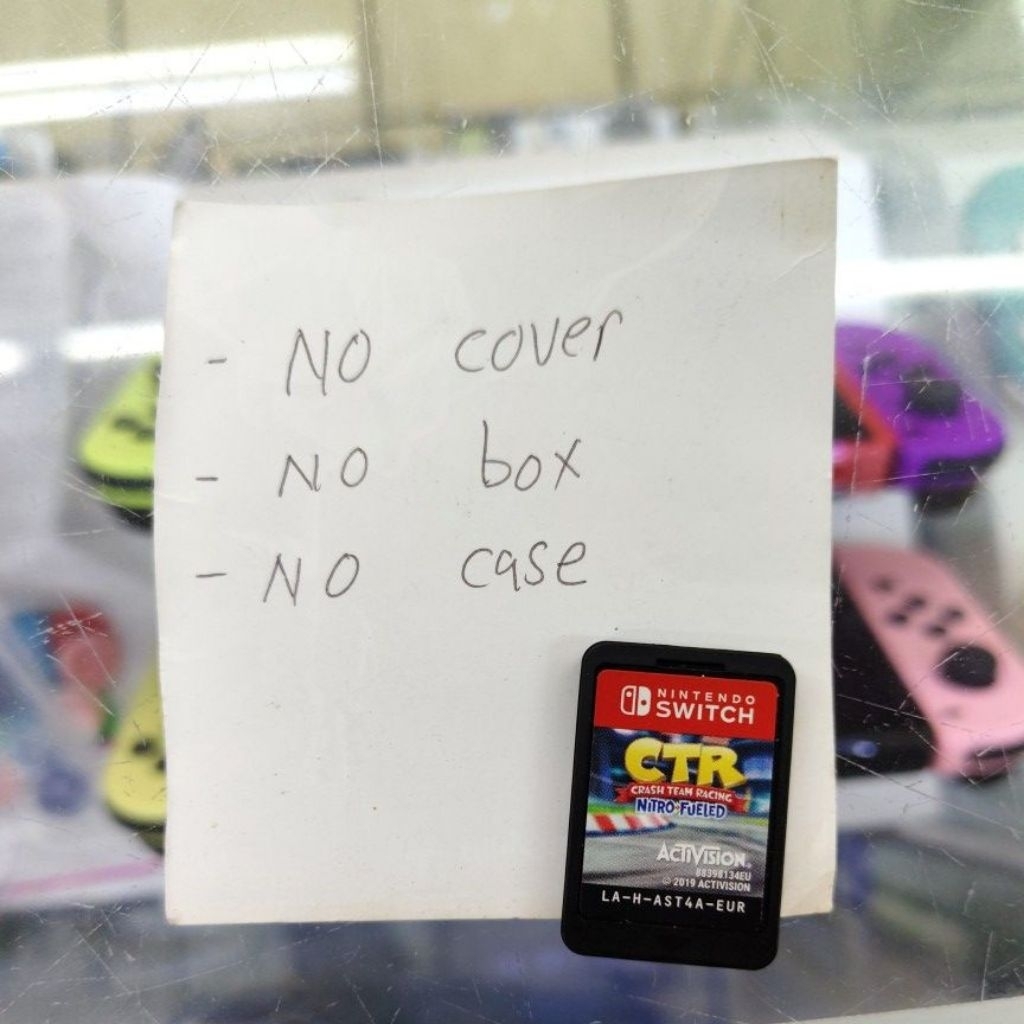 - NO cover
- NO box
- NO case
NINTENDO
SWITCH
CTR
CRASH TEAM RACING
NITRO-FUELED
ACTIVISION.
88398134EU
© 2019 ACTIVISION
LA-H-AST4A-EUR